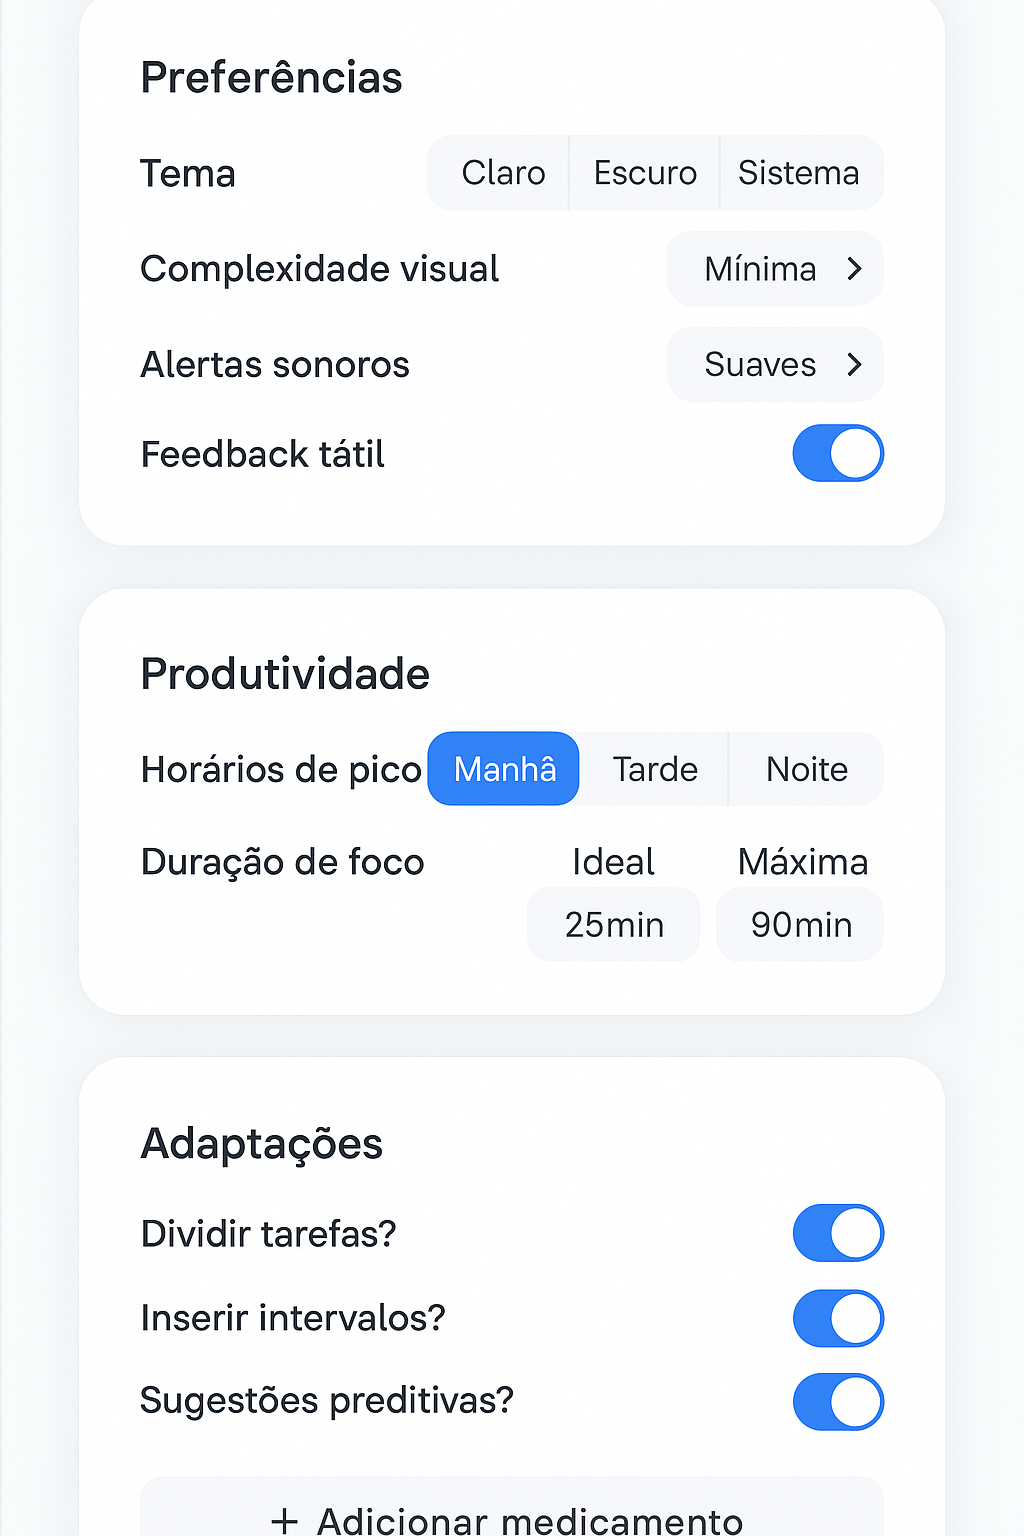 Preferências
Tema Claro Escuro Sistema
Complexidade visual Mínima
Alertas sonoros Suaves
Feedback tátil
Produtividade
Horários de pico Manhâ Tarde Noite
Duração de foco Ideal Máxima
25min 90min
Adaptações
Dividir tarefas?
Inserir intervalos?
Sugestões preditivas?
+ Adicionar medicamento